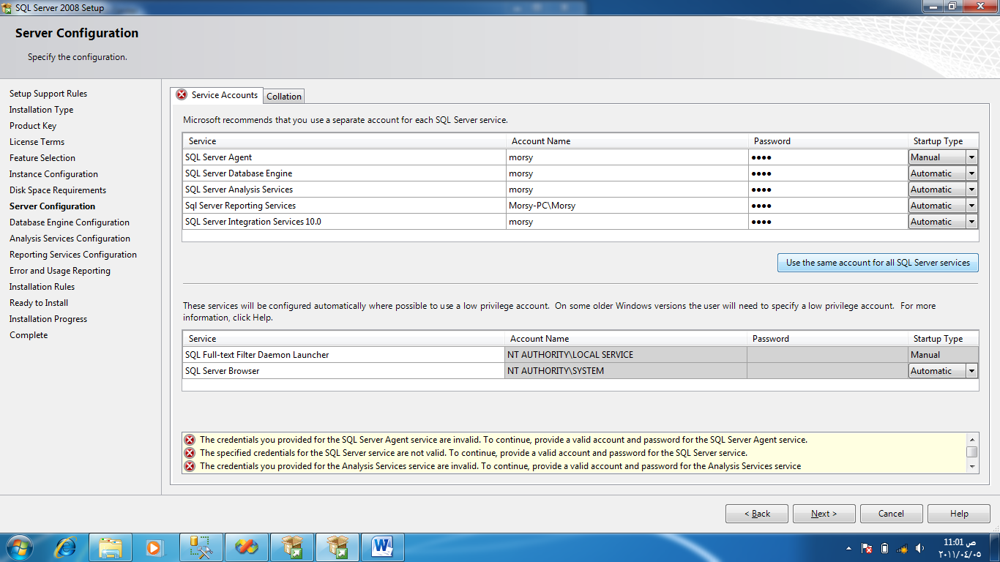 SQL Server 2008 Setup
Server Configuration
Specify the configuration.
Setup Support Rules
Installation Type
Product Key
License Terms
Feature Selection
Instance Configuration
Disk Space Requirements
Server Configuration
Database Engine Configuration
Analysis Services Configuration
Reporting Services Configuration
Error and Usage Reporting
Installation Rules
Ready to Install
Installation Progress
Complete
Service Accounts Collation
Microsoft recommends that you use a separate account for each SQL Server service.
Service Account Name Password Startup Type
SQL Server Agent morsy ●●●● Manual
SQL Server Database Engine morsy ●●●● Automatic
SQL Server Analysis Services morsy ●●●● Automatic
Sql Server Reporting Services Morsy-PC\Morsy ●●●● Automatic
SQL Server Integration Services 10.0 morsy ●●●● Automatic
Use the same account for all SQL Server services
These services will be configured automatically where possible to use a low privilege account. On some older Windows versions the user will need to specify a low privilege account. For more
information, click Help.
Service Account Name Password Startup Type
SQL Full-text Filter Daemon Launcher NT AUTHORITY\LOCAL SERVICE Manual
SQL Server Browser NT AUTHORITY\SYSTEM Automatic
The credentials you provided for the SQL Server Agent service are invalid. To continue, provide a valid account and password for the SQL Server Agent service.
The specified credentials for the SQL Server service are not valid. To continue, provide a valid account and password for the SQL Server service.
The credentials you provided for the Analysis Services service are invalid. To continue, provide a valid account and password for the Analysis Services service
< Back Next > Cancel Help
11:01 ص
٢٠١١/٠٤/٠٥